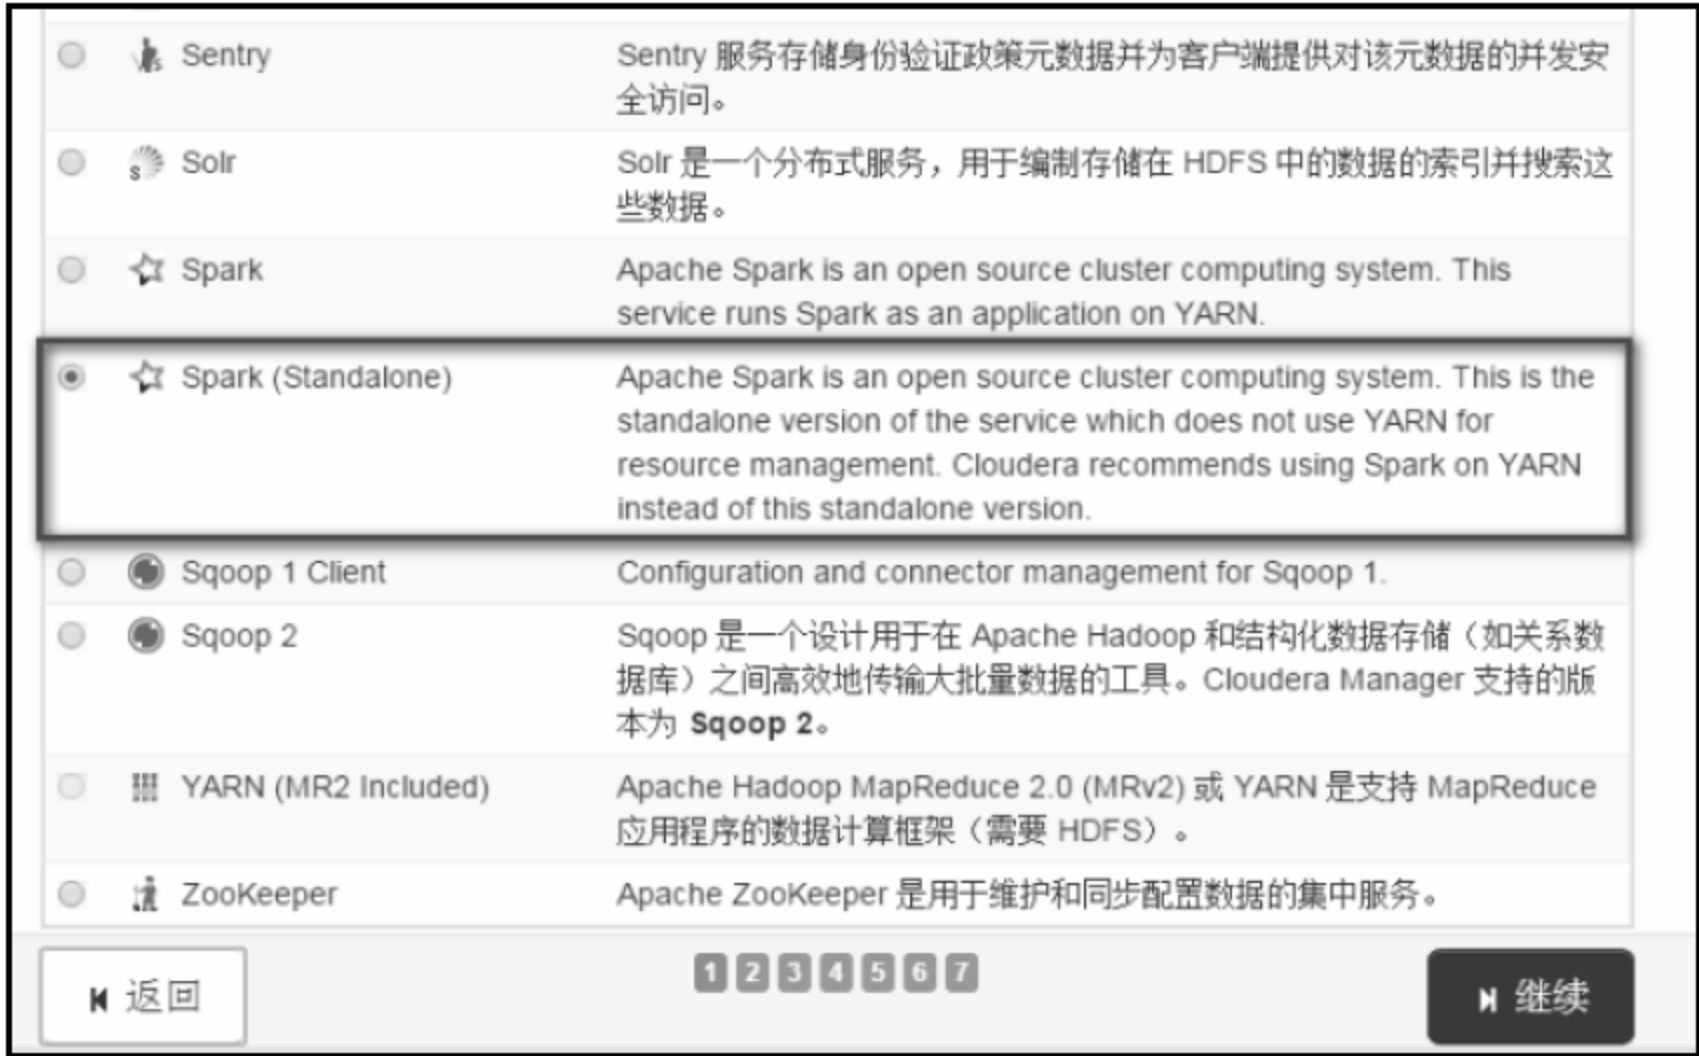 Sentry
Sentry 服务存储身份验证政策元数据并为客户端提供对该元数据的并发安
全访问。
Solr
Solr 是一个分布式服务，用于编制存储在 HDFS 中的数据的索引并搜索这
些数据。
Spark
Apache Spark is an open source cluster computing system. This
service runs Spark as an application on YARN.
Spark (Standalone)
Apache Spark is an open source cluster computing system. This is the
standalone version of the service which does not use YARN for
resource management. Cloudera recommends using Spark on YARN
instead of this standalone version.
Sqoop 1 Client
Configuration and connector management for Sqoop 1.
Sqoop 2
Sqoop 是一个设计用于在 Apache Hadoop 和结构化数据存储（如关系数
据库）之间高效地传输大批量数据的工具。Cloudera Manager 支持的版
本为 Sqoop 2。
YARN (MR2 Included)
Apache Hadoop MapReduce 2.0 (MRv2) 或 YARN 是支持 MapReduce
应用程序的数据计算框架（需要 HDFS）。
ZooKeeper
Apache ZooKeeper 是用于维护和同步配置数据的集中服务。
返回
1 2 3 4 5 6 7
继续